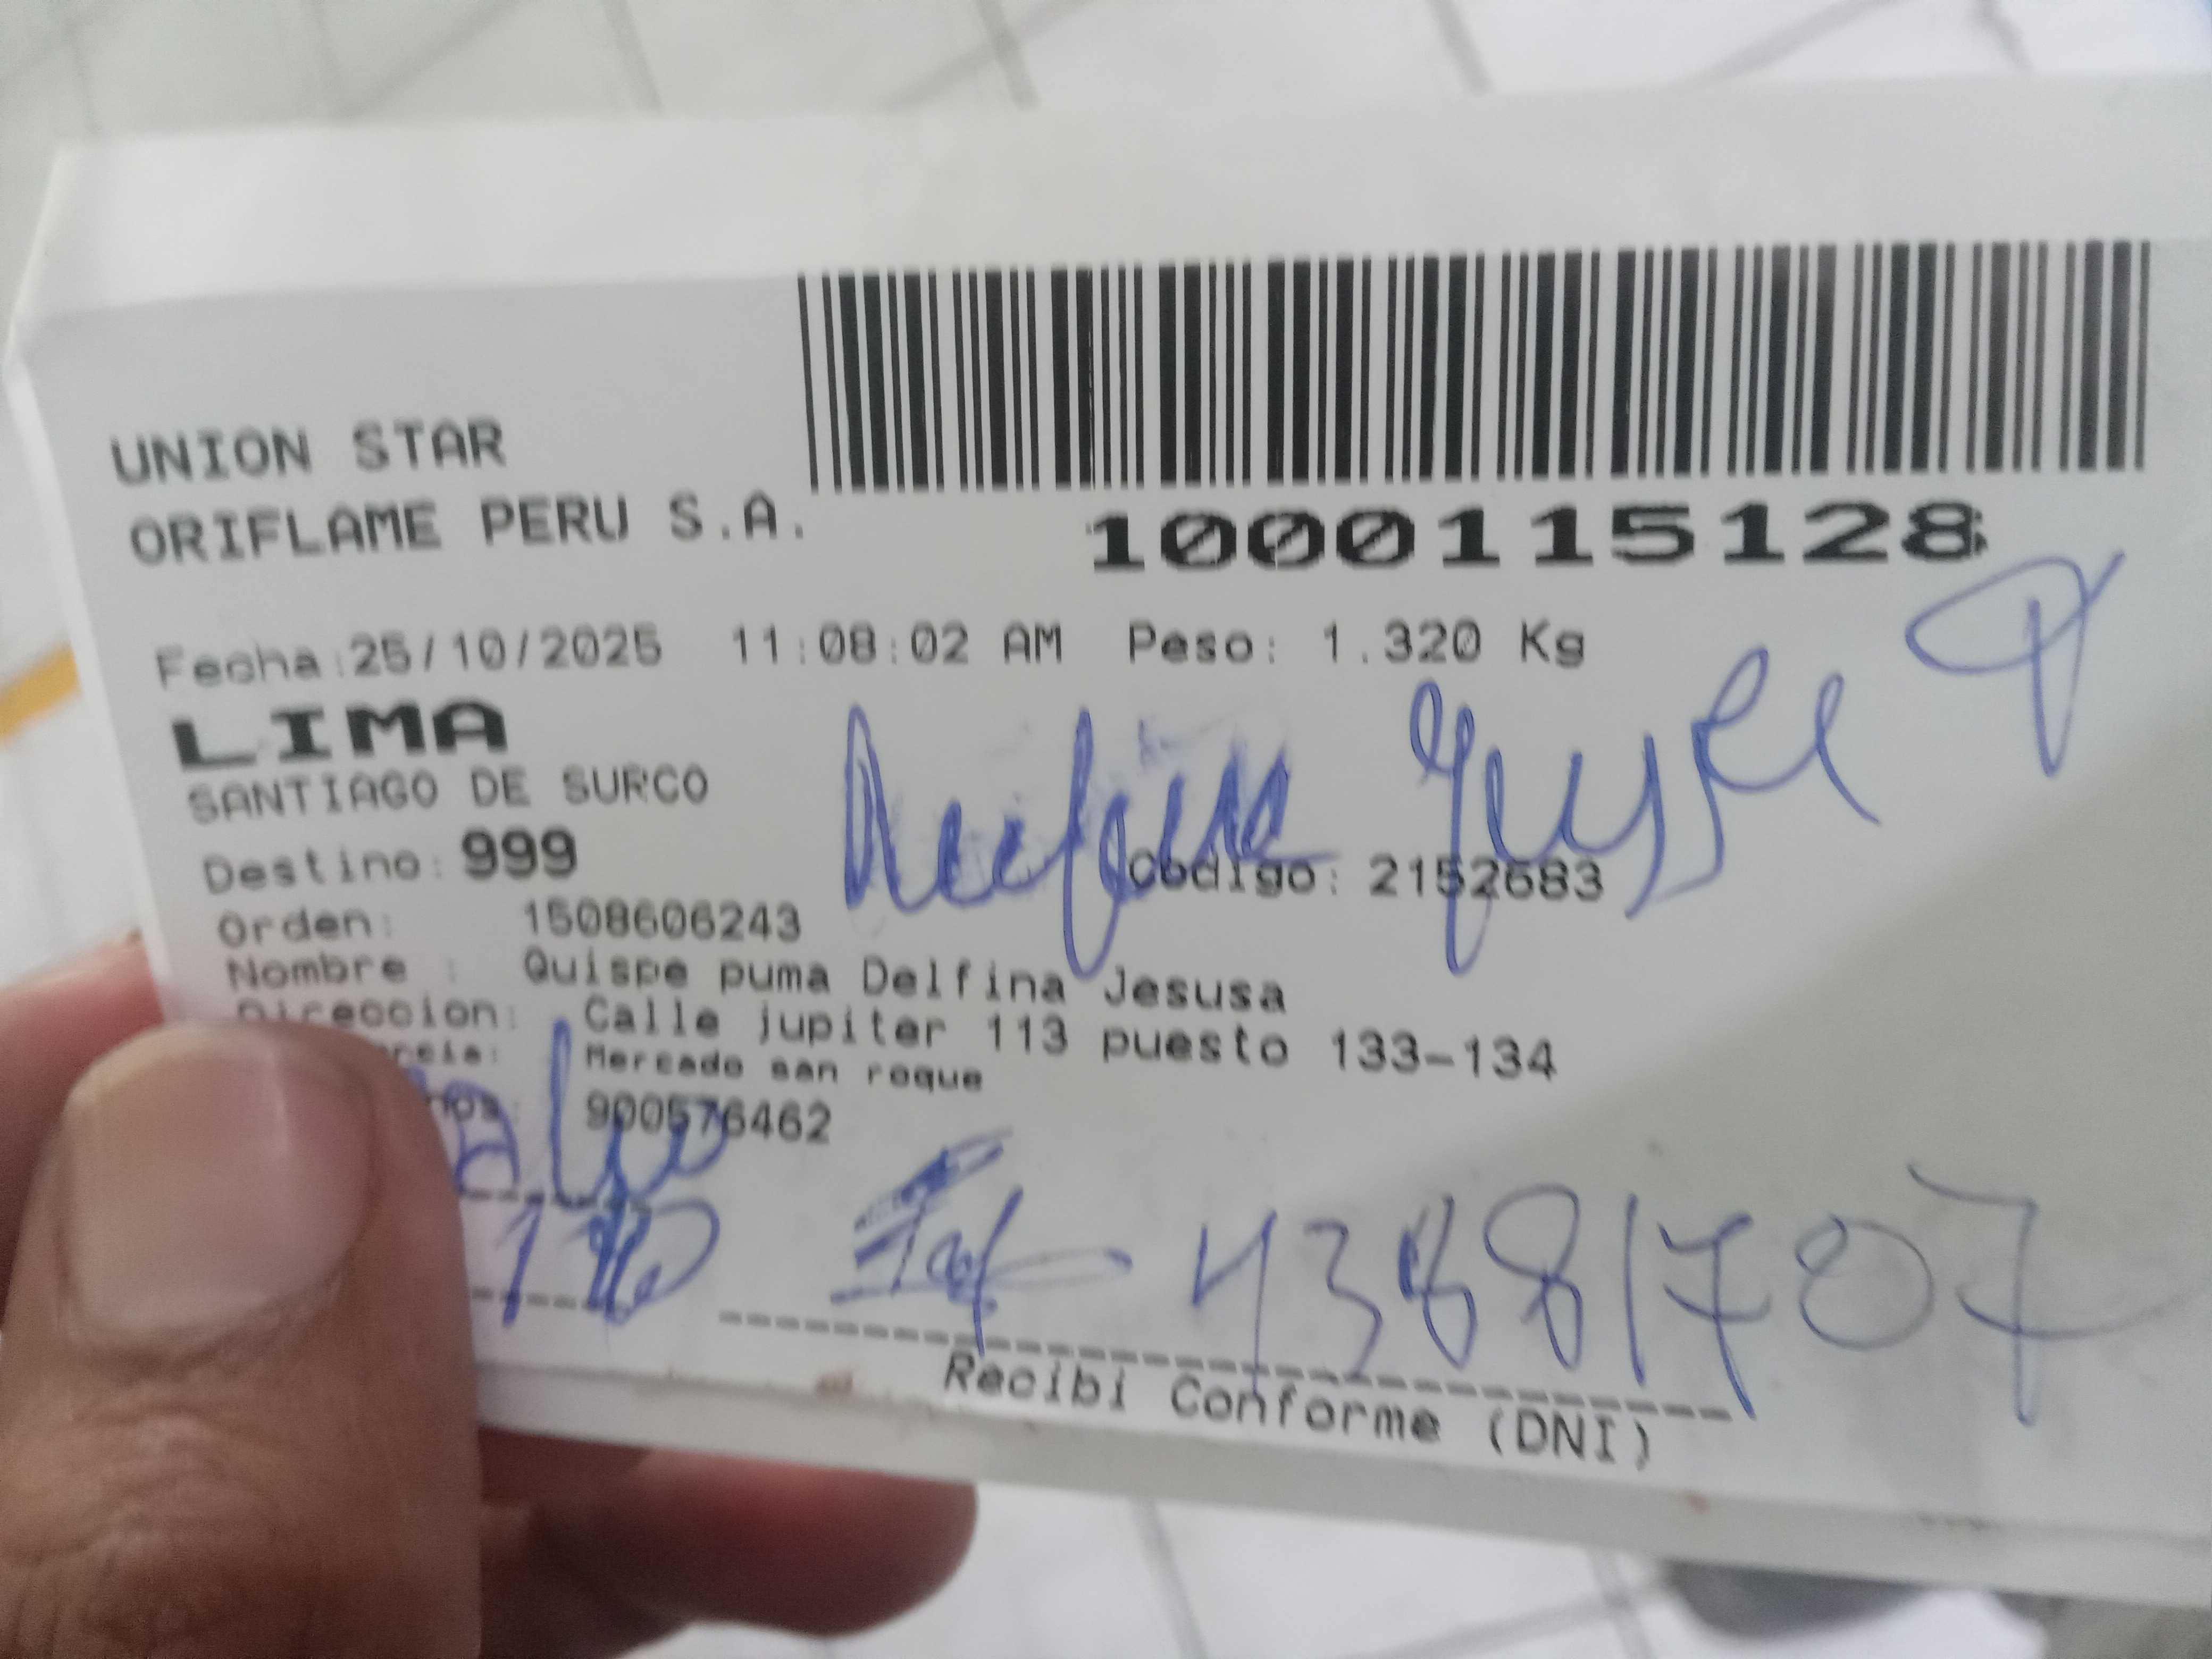 UNION STAR
ORIFLAME PERU S.A.
1000115128
Fecha:25/10/2025 11:08:02 AM Peso: 1.320 Kg
LIMA
SANTIAGO DE SURCO
Destino: 999
Codigo: 2152683
Orden: 1508606243
Nombre : Quispe puma Delfina Jesusa
Direccion: Calle jupiter 113 puesto 133-134
Mercado san roque
900576462
43881707
Recibi Conforme (DNI)